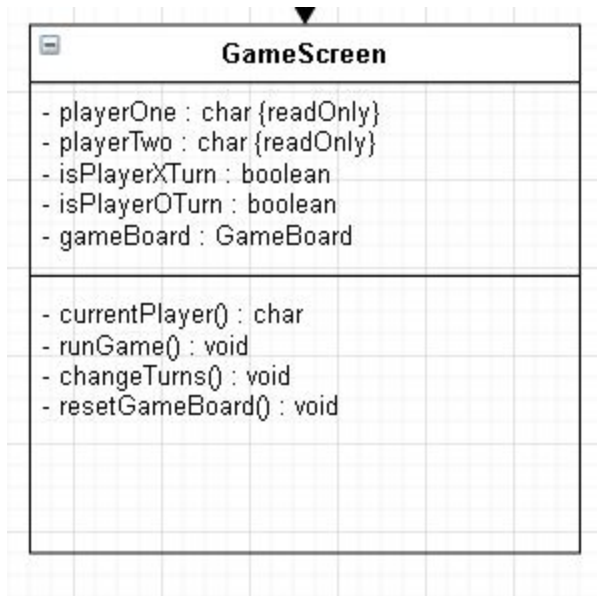 GameScreen
- playerOne : char {readOnly}
- playerTwo : char {readOnly}
- isPlayerXTurn : boolean
- isPlayerOTurn : boolean
- gameBoard : GameBoard
- currentPlayer() : char
- runGame() : void
- changeTurns() : void
- resetGameBoard() : void